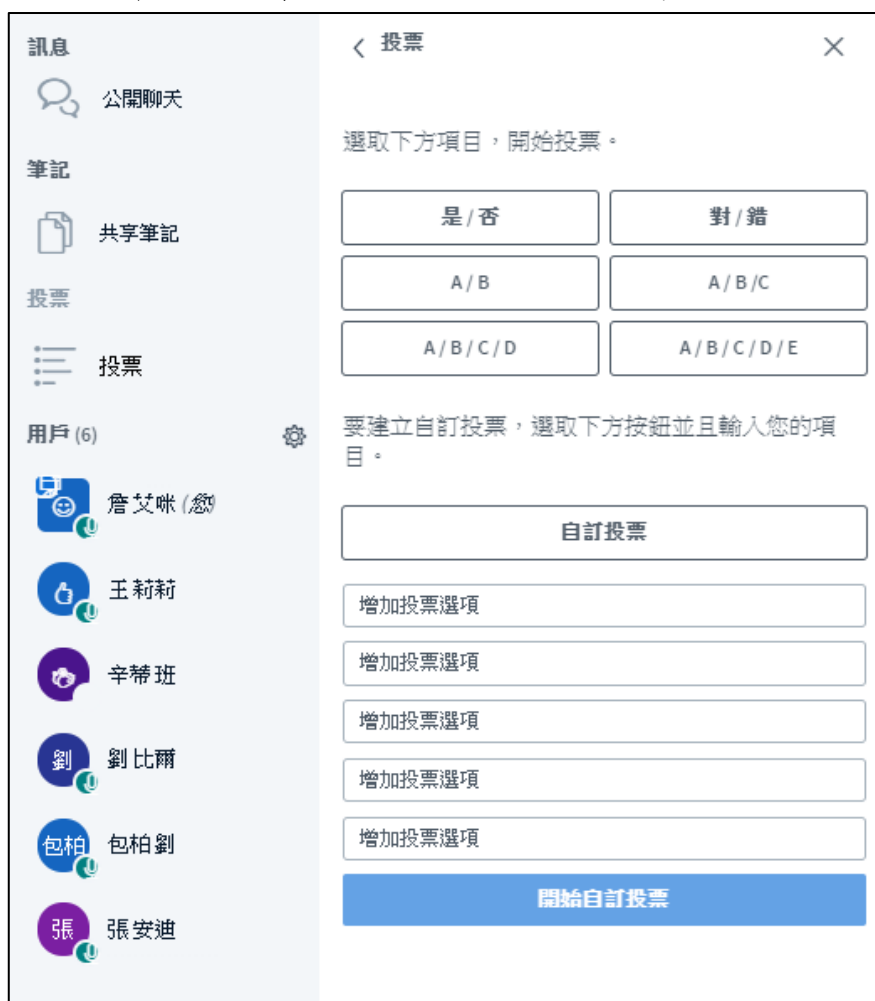 訊息
公開聊天
筆記
共享筆記
投票
投票
用戶 (6)
詹艾咪 (您)
王莉莉
辛蒂班
劉
劉比爾
包柏
包柏劉
張
張安迪
投票
選取下方項目，開始投票。
是 / 否
對 / 錯
A / B
A / B /C
A / B / C / D
A / B / C / D / E
要建立自訂投票，選取下方按鈕並且輸入您的項
目。
自訂投票
增加投票選項
增加投票選項
增加投票選項
增加投票選項
增加投票選項
開始自訂投票